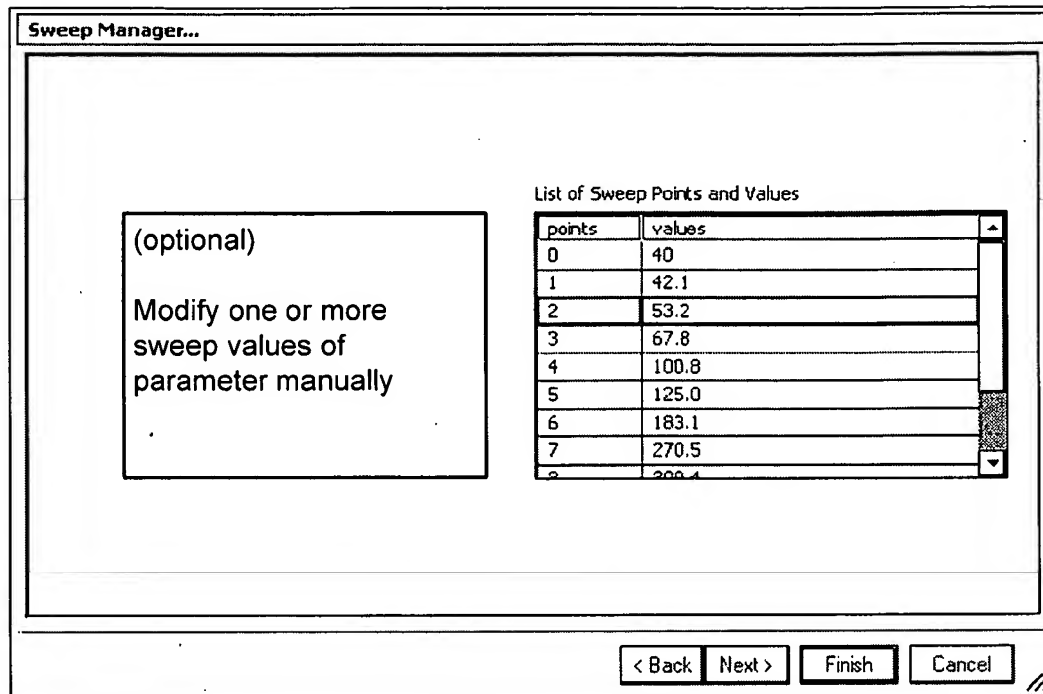 Sweep Manager...
(optional)
Modify one or more
sweep values of
parameter manually
List of Sweep Points and Values
points values
0 40
1 42.1
2 53.2
3 67.8
4 100.8
5 125.0
6 183.1
7 270.5
< Back Next > Finish Cancel